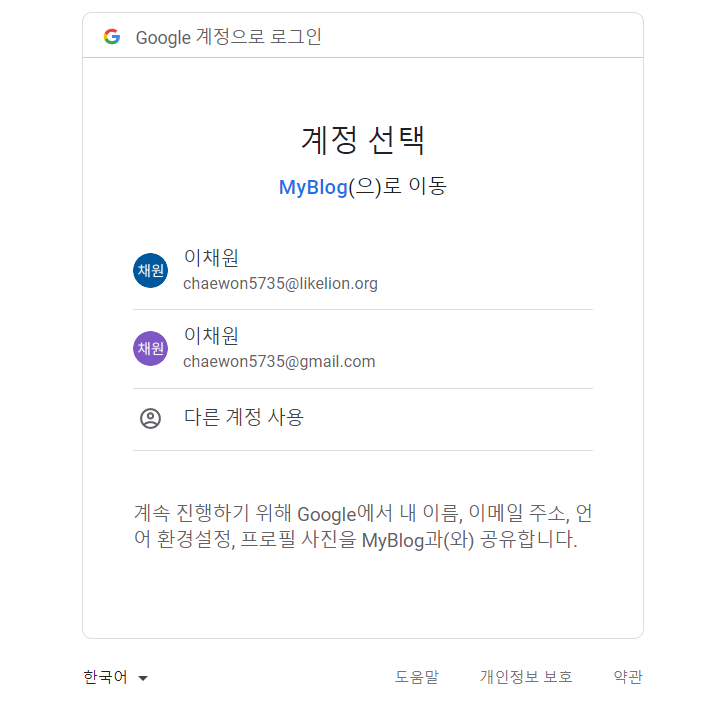 Google 계정으로 로그인
계정 선택
MyBlog(으)로 이동
채원
이채원
chaewon5735@likelion.org
채원
이채원
chaewon5735@gmail.com
다른 계정 사용
계속 진행하기 위해 Google에서 내 이름, 이메일 주소, 언
어 환경설정, 프로필 사진을 MyBlog과(와) 공유합니다.
한국어 도움말 개인정보 보호 약관